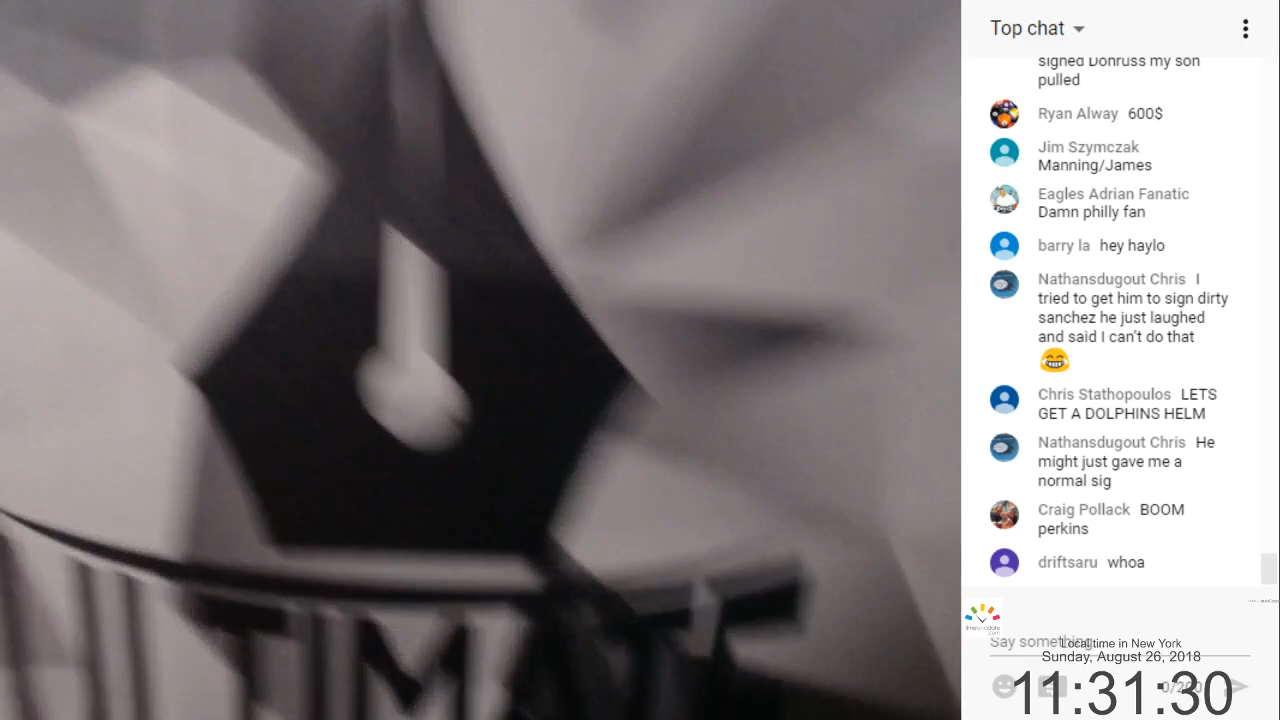 Top chat
signed Donruss my son
pulled
Ryan Alway 600$
Jim Szymczak
Manning/James
Eagles Adrian Fanatic
Damn philly fan
barry la hey haylo
Nathansdugout Chris I
tried to get him to sign dirty
sanchez he just laughed
and said I can't do that
😂
Chris Stathopoulos LETS
GET A DOLPHINS HELM
Nathansdugout Chris He
might just gave me a
normal sig
Craig Pollack BOOM
perkins
driftsaru whoa
Say something...
Local time in New York
Sunday, August 26, 2018
11:31:30